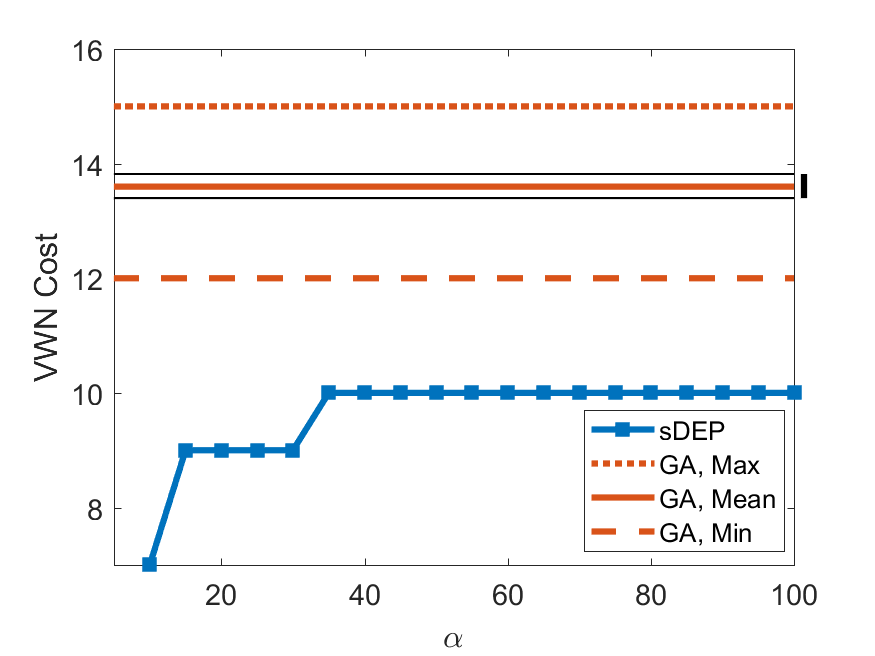 16
14
12
10
8
VWN Cost
sDEP
GA, Max
GA, Mean
GA, Min
20
40
60
80
100
α